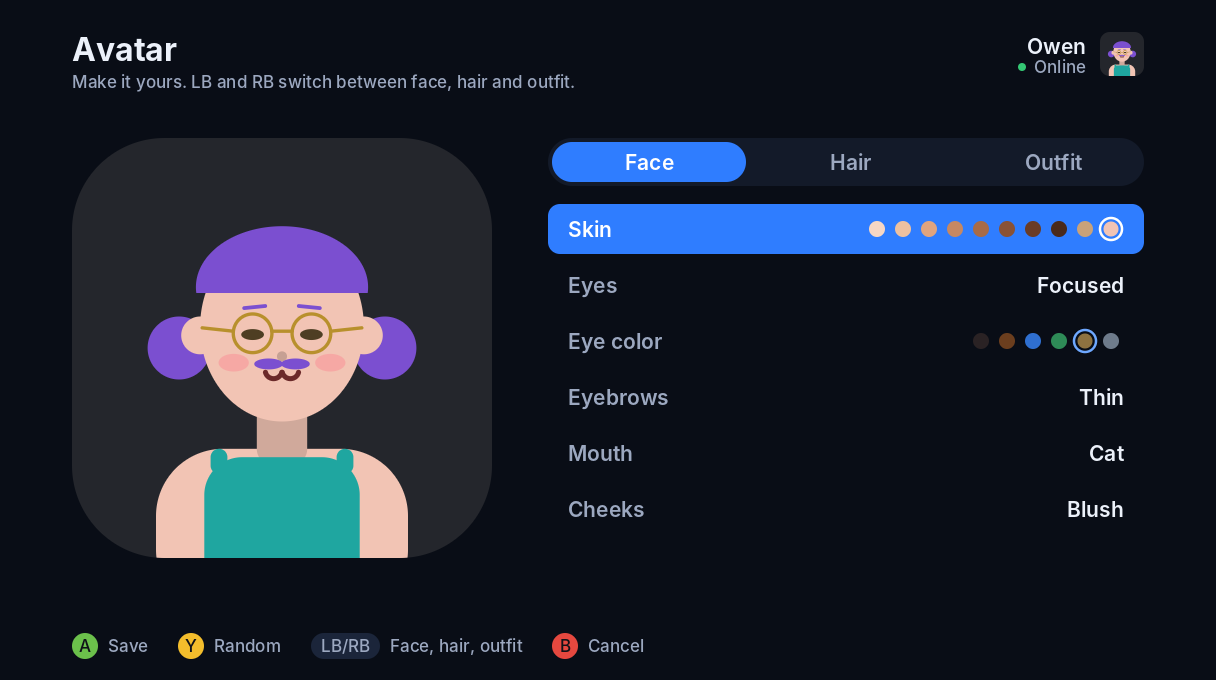 Avatar
Make it yours. LB and RB switch between face, hair and outfit.
Owen
Online
Face
Hair
Outfit
Skin
Eyes
Focused
Eye color
Eyebrows
Thin
Mouth
Cat
Cheeks
Blush
A Save
Y Random
LB/RB Face, hair, outfit
B Cancel